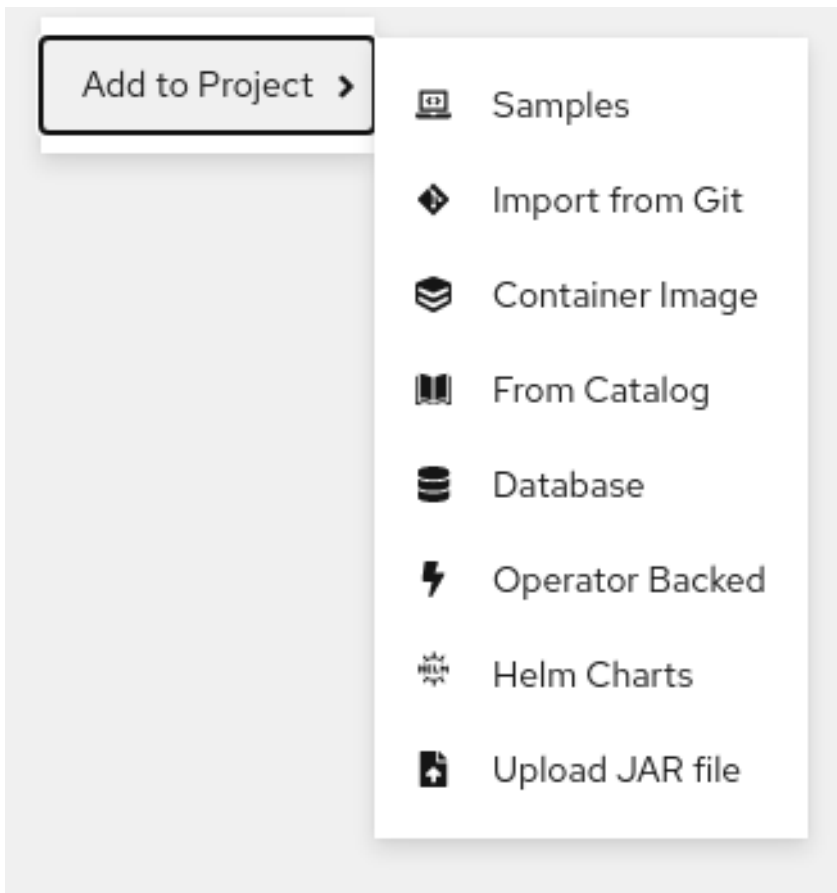 Add to Project
Samples
Import from Git
Container Image
From Catalog
Database
Operator Backed
HELM
Helm Charts
Upload JAR file